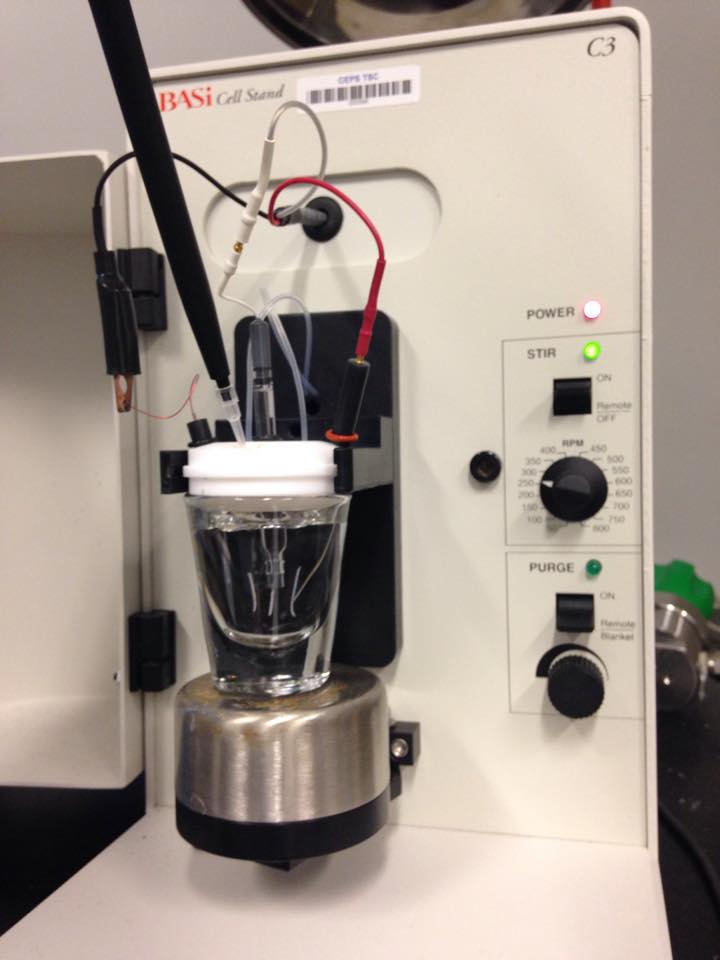 C3
BASi Cell Stand
CEPS TSC
POWER
STIR
ON
Remote
OFF
RPM
400 450
350 500
300 550
250 600
200 650
150 700
100 750
50 800
PURGE
ON
Remote
Blanket